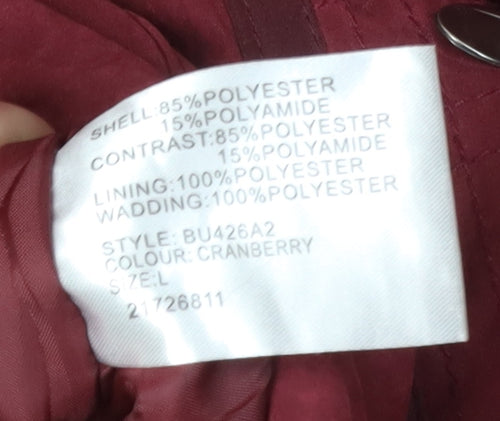 SHELL:85%POLYESTER
15%POLYAMIDE
CONTRAST:85%POLYESTER
15%POLYAMIDE
LINING:100%POLYESTER
WADDING:100%POLYESTER
STYLE: BU426A2
COLOUR: CRANBERRY
SIZE:L
21726811